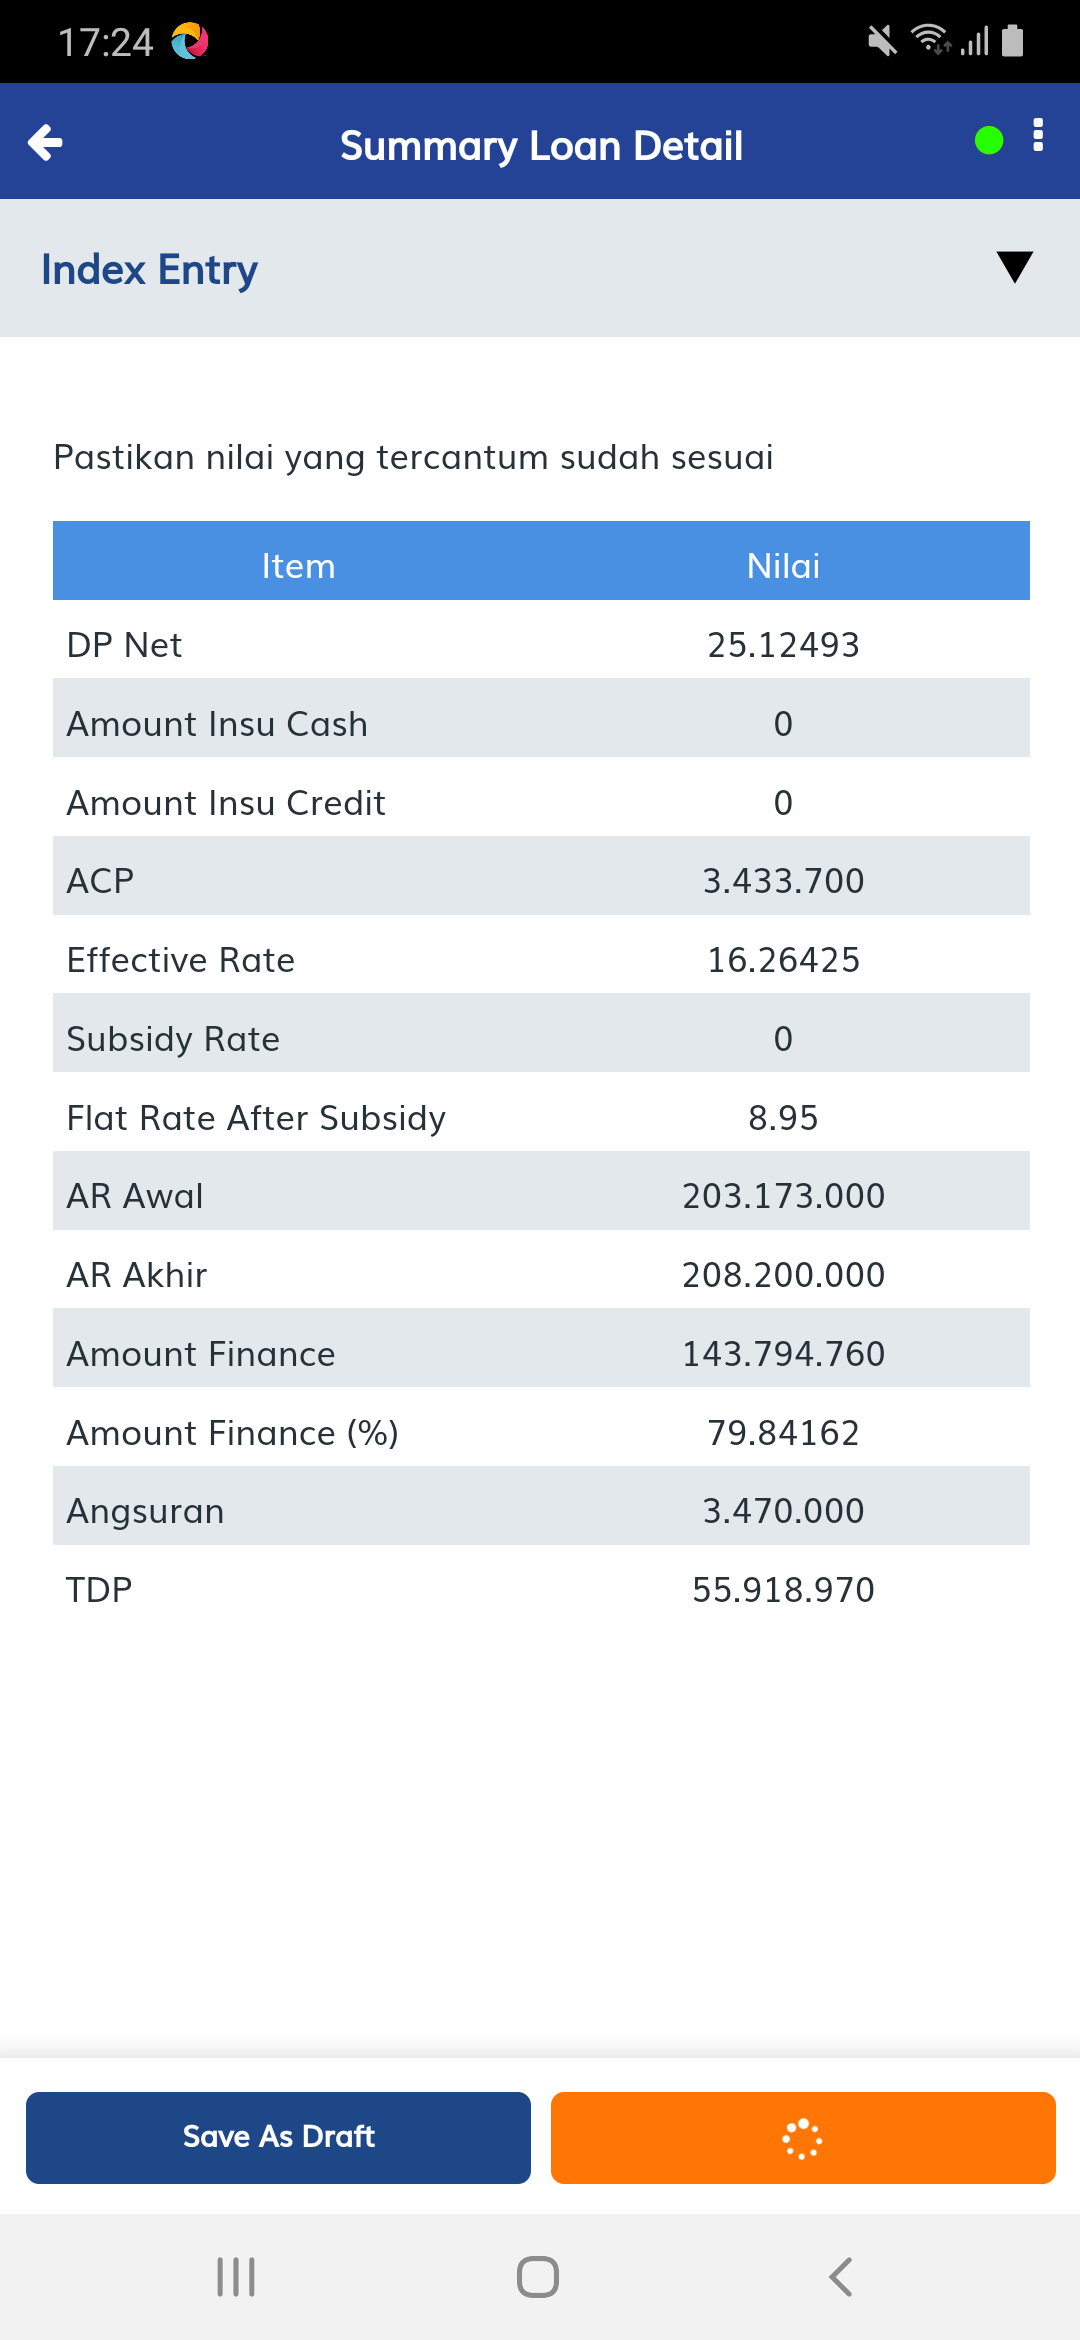 17:24
Summary Loan Detail
Index Entry
Pastikan nilai yang tercantum sudah sesuai
Item Nilai
DP Net 25.12493
Amount Insu Cash 0
Amount Insu Credit 0
ACP 3.433.700
Effective Rate 16.26425
Subsidy Rate 0
Flat Rate After Subsidy 8.95
AR Awal 203.173.000
AR Akhir 208.200.000
Amount Finance 143.794.760
Amount Finance (%) 79.84162
Angsuran 3.470.000
TDP 55.918.970
Save As Draft